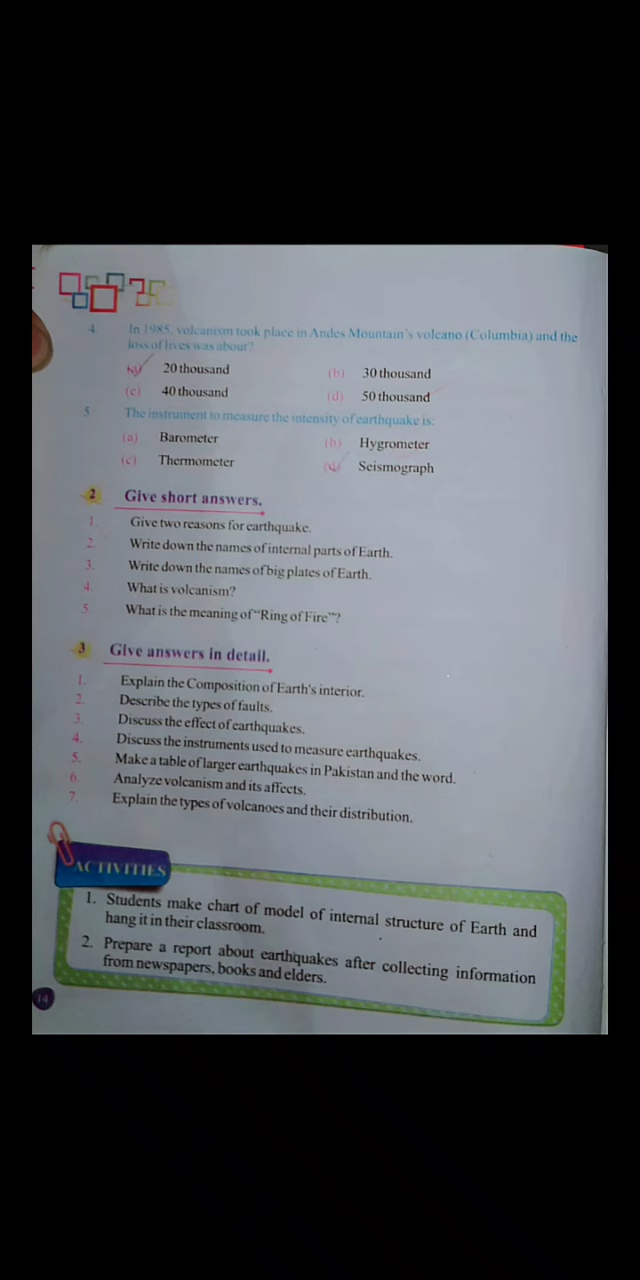 4. In 1985, volcanism took place in Andes Mountain's volcano (Columbia) and the
loss of lives was about?
20 thousand (b) 30 thousand
(c) 40 thousand (d) 50 thousand
5. The instrument to measure the intensity of earthquake is:
(a) Barometer (b) Hygrometer
(c) Thermometer (d) Seismograph
2 Give short answers.
1. Give two reasons for earthquake.
2. Write down the names of internal parts of Earth.
3. Write down the names of big plates of Earth.
4. What is volcanism?
5. What is the meaning of "Ring of Fire"?
3 Give answers in detail.
1. Explain the Composition of Earth's interior.
2. Describe the types of faults.
3. Discuss the effect of earthquakes.
4. Discuss the instruments used to measure earthquakes.
5. Make a table of larger earthquakes in Pakistan and the word.
6. Analyze volcanism and its affects.
7. Explain the types of volcanoes and their distribution.
ACTIVITIES
1. Students make chart of model of internal structure of Earth and
hang it in their classroom.
2. Prepare a report about earthquakes after collecting information
from newspapers, books and elders.
14